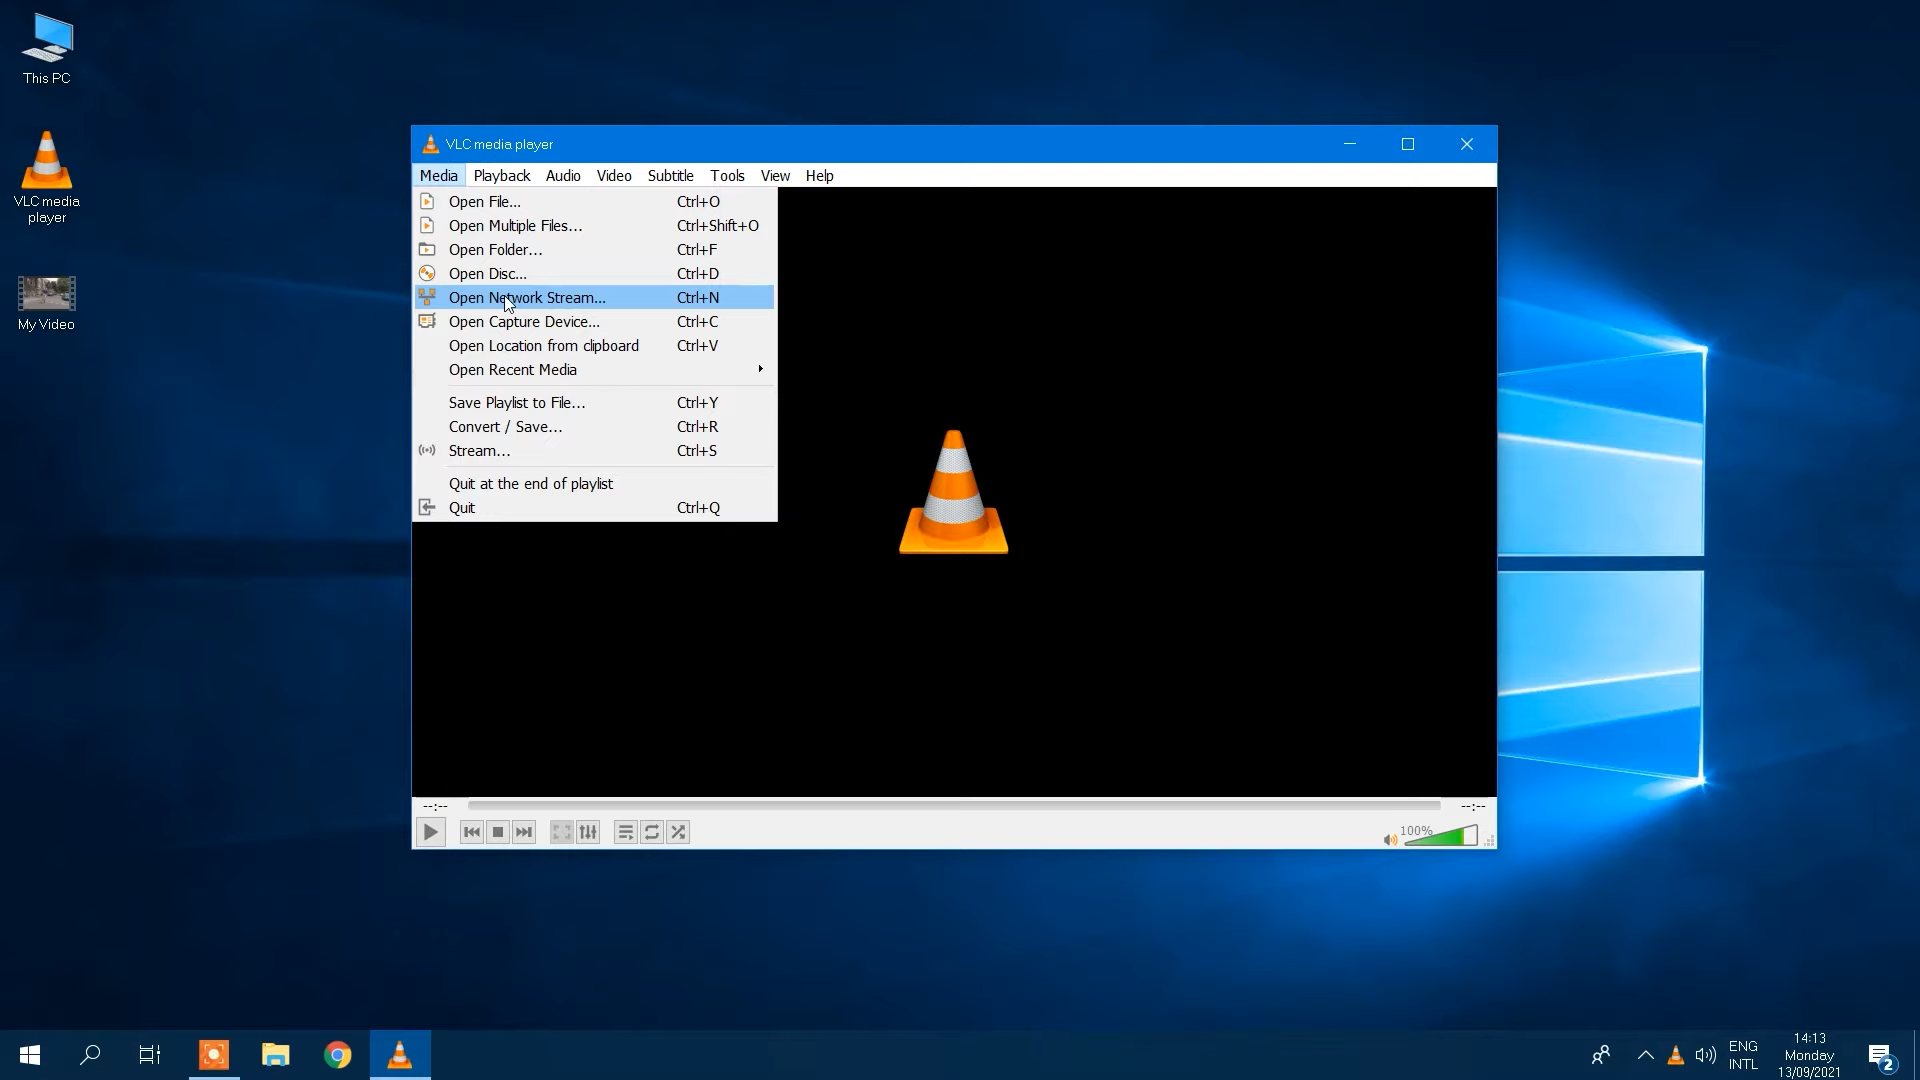 This PC
VLC media
player
My Video
VLC media player
Media Playback Audio Video Subtitle Tools View Help
Open File... Ctrl+O
Open Multiple Files... Ctrl+Shift+O
Open Folder... Ctrl+F
Open Disc... Ctrl+D
Open Network Stream... Ctrl+N
Open Capture Device... Ctrl+C
Open Location from clipboard Ctrl+V
Open Recent Media
Save Playlist to File... Ctrl+Y
Convert / Save... Ctrl+R
Stream... Ctrl+S
Quit at the end of playlist
Quit Ctrl+Q
--:-- --:--
100%
ENG
INTL
14:13
Monday
13/09/2021
2